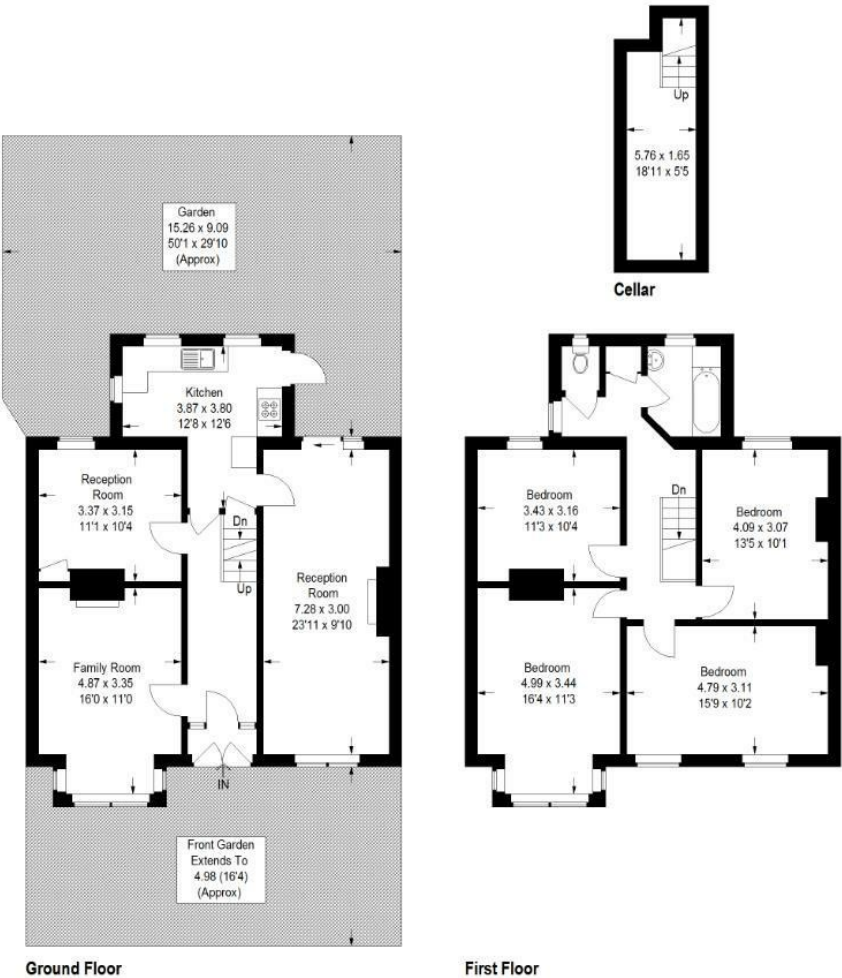 Up
5.76 x 1.65
18'11 x 5'5
Cellar
Garden
15.26 x 9.09
50'1 x 29'10
(Approx)
Kitchen
3.87 x 3.80
12'8 x 12'6
Reception
Room
3.37 x 3.15
11'1 x 10'4
Dn
Up
Reception
Room
7.28 x 3.00
23'11 x 9'10
Family Room
4.87 x 3.35
16'0 x 11'0
IN
Front Garden
Extends To
4.98 (16'4)
(Approx)
Ground Floor
Bedroom
3.43 x 3.16
11'3 x 10'4
Dn
Bedroom
4.09 x 3.07
13'5 x 10'1
Bedroom
4.99 x 3.44
16'4 x 11'3
Bedroom
4.79 x 3.11
15'9 x 10'2
First Floor